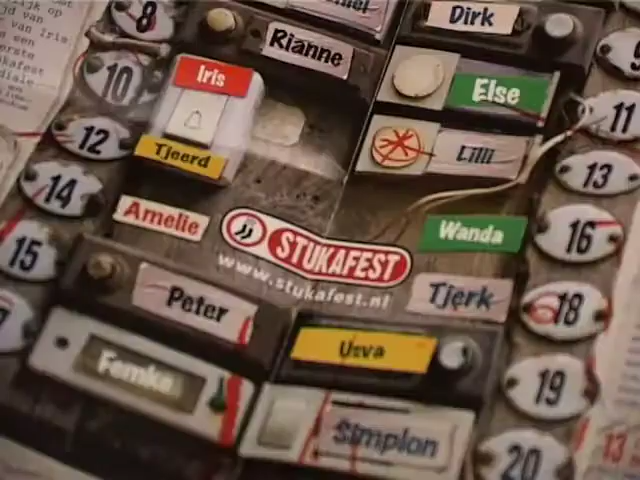 8
Dirk
9
Rianne
Iris
10
Else
11
Tjeerd
12
Lilli
13
14
Amelie
STUKAFEST
www.stukafest.nl
Wanda
16
15
Peter
Tjerk
18
Femke
Usva
19
Simplon
20
13